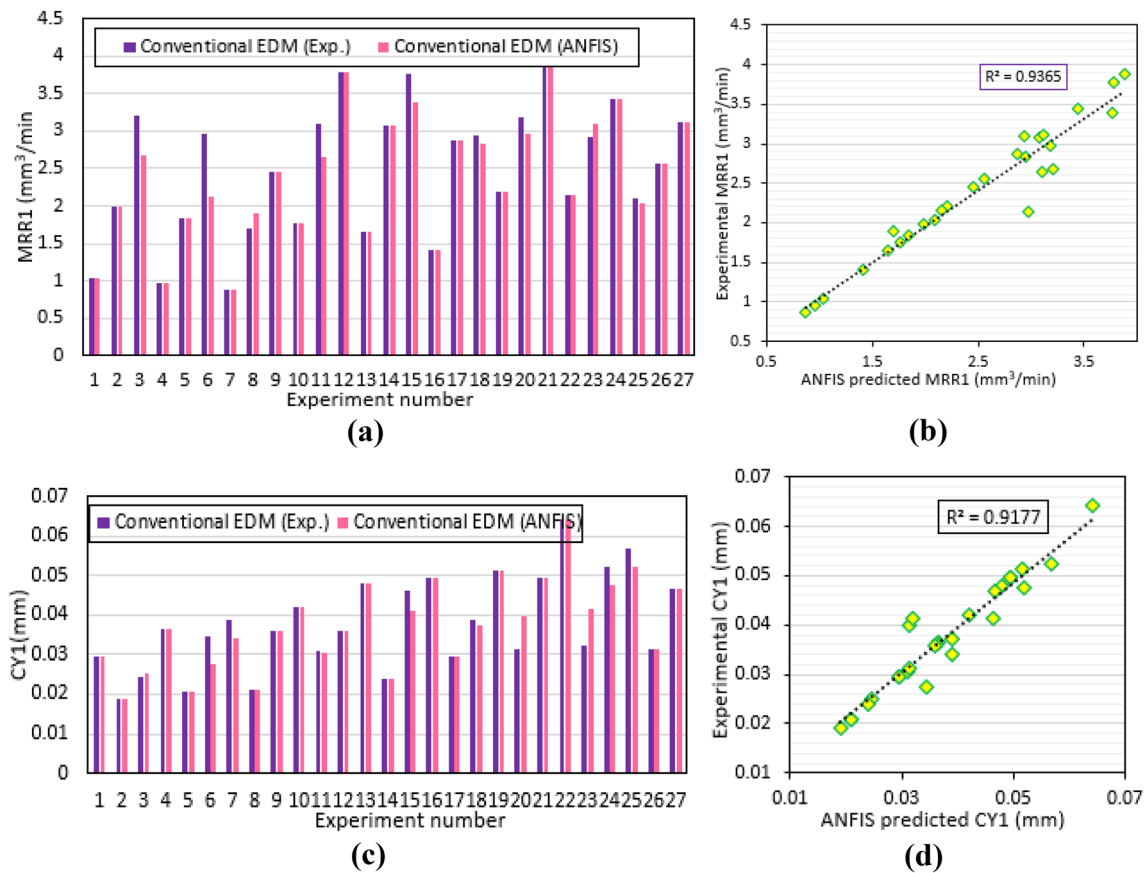 4.5
4
3.5
3
2.5
2
1.5
1
0.5
0
MRR1 (mm³/min)
Conventional EDM (Exp.) Conventional EDM (ANFIS)
1 2 3 4 5 6 7 8 9 10 11 12 13 14 15 16 17 18 19 20 21 22 23 24 25 26 27
Experiment number
(a)
4.5
4
3.5
3
2.5
2
1.5
1
0.5
Experimental MRR1 (mm³/min)
R² = 0.9365
0.5 1.5 2.5 3.5
ANFIS predicted MRR1 (mm³/min)
(b)
0.07
0.06
0.05
0.04
0.03
0.02
0.01
0
CY1(mm)
Conventional EDM (Exp.) Conventional EDM (ANFIS)
1 2 3 4 5 6 7 8 9 10 11 12 13 14 15 16 17 18 19 20 21 22 23 24 25 26 27
Experiment number
(c)
0.07
0.06
0.05
0.04
0.03
0.02
0.01
Experimental CY1 (mm)
R² = 0.9177
0.01 0.03 0.05 0.07
ANFIS predicted CY1 (mm)
(d)